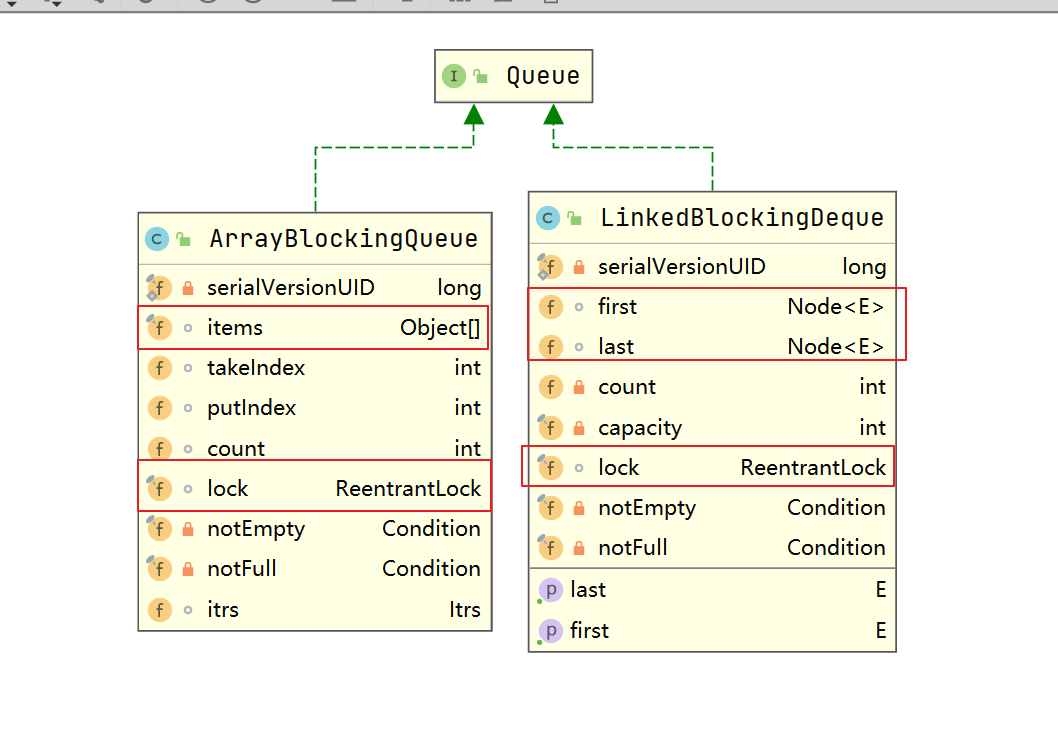 I Queue
C ArrayBlockingQueue
f serialVersionUID long
f items Object[]
f takeIndex int
f putIndex int
f count int
f lock ReentrantLock
f notEmpty Condition
f notFull Condition
f itrs Itrs
C LinkedBlockingDeque
f serialVersionUID long
f first Node<E>
f last Node<E>
f count int
f capacity int
f lock ReentrantLock
f notEmpty Condition
f notFull Condition
p last E
p first E